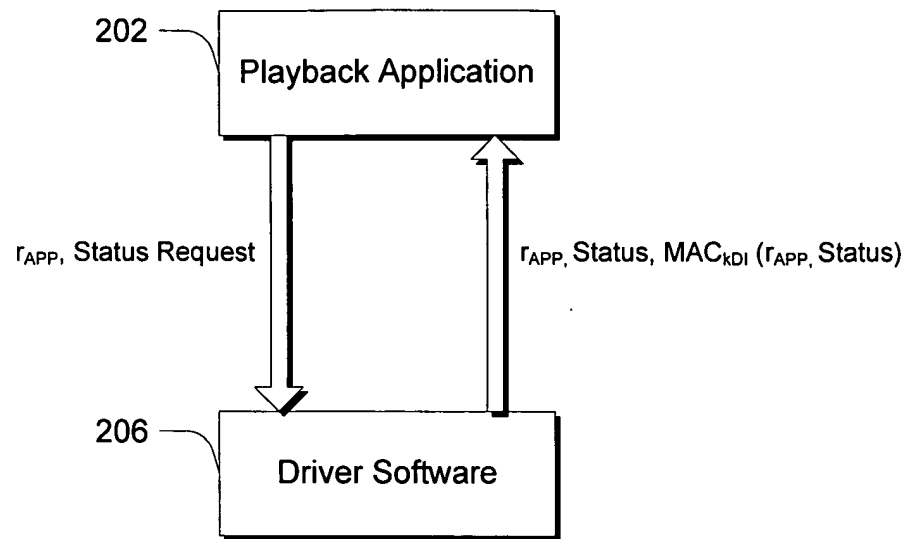 202
Playback Application
rAPP, Status Request
rAPP, Status, MACkDI (rAPP, Status)
206
Driver Software